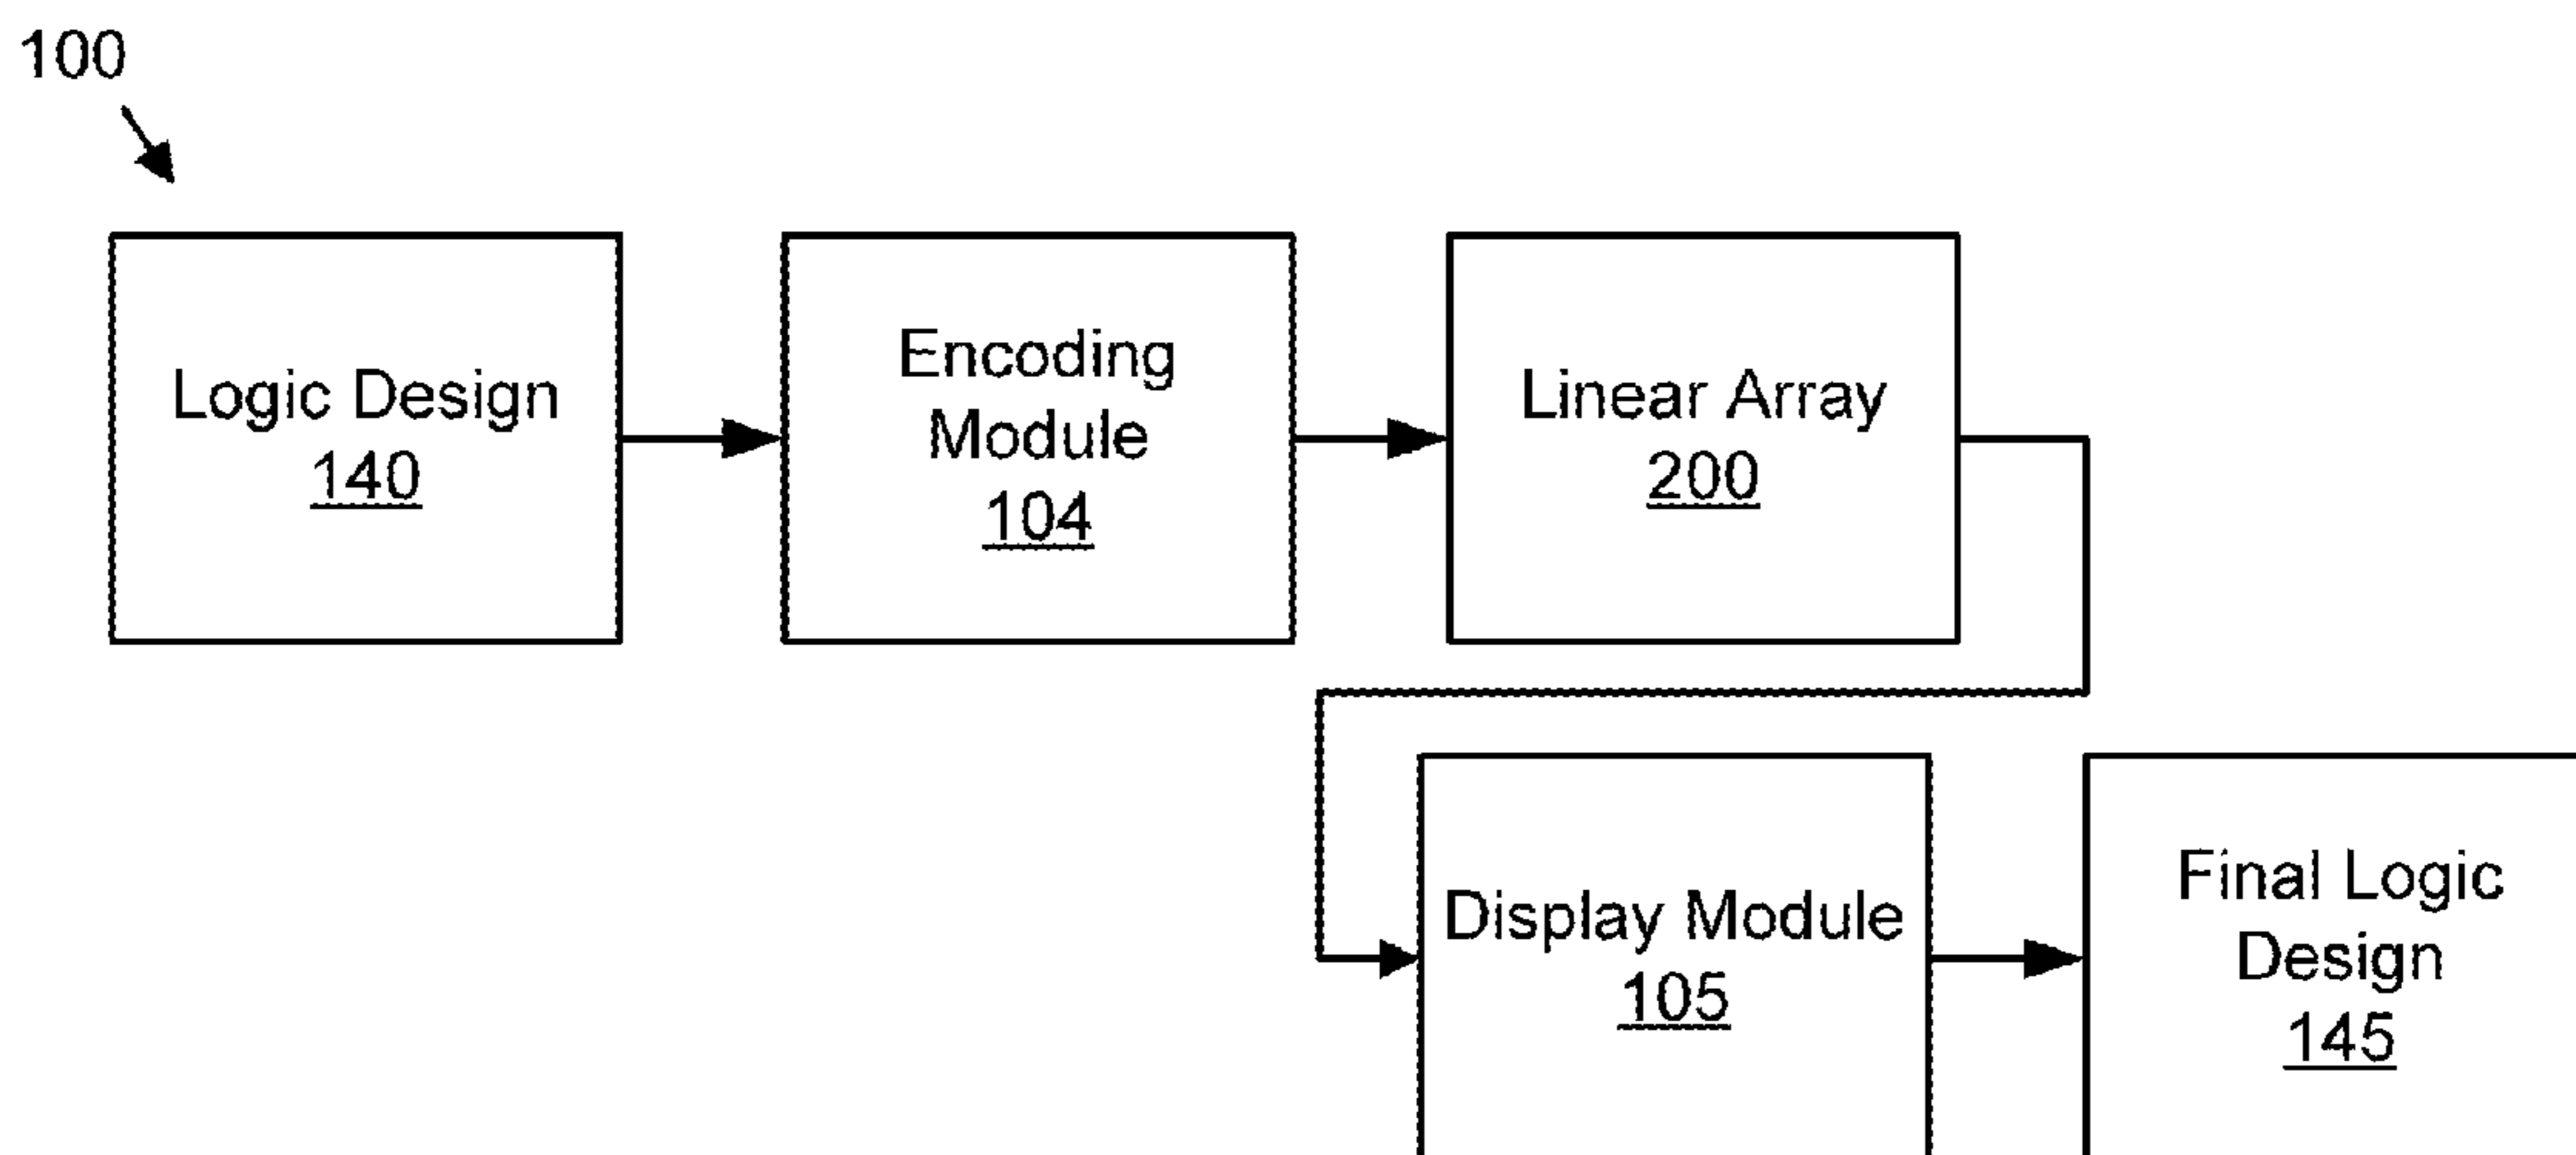 100
Logic Design
140
Encoding
Module
104
Linear Array
200
Display Module
105
Final Logic
Design
145